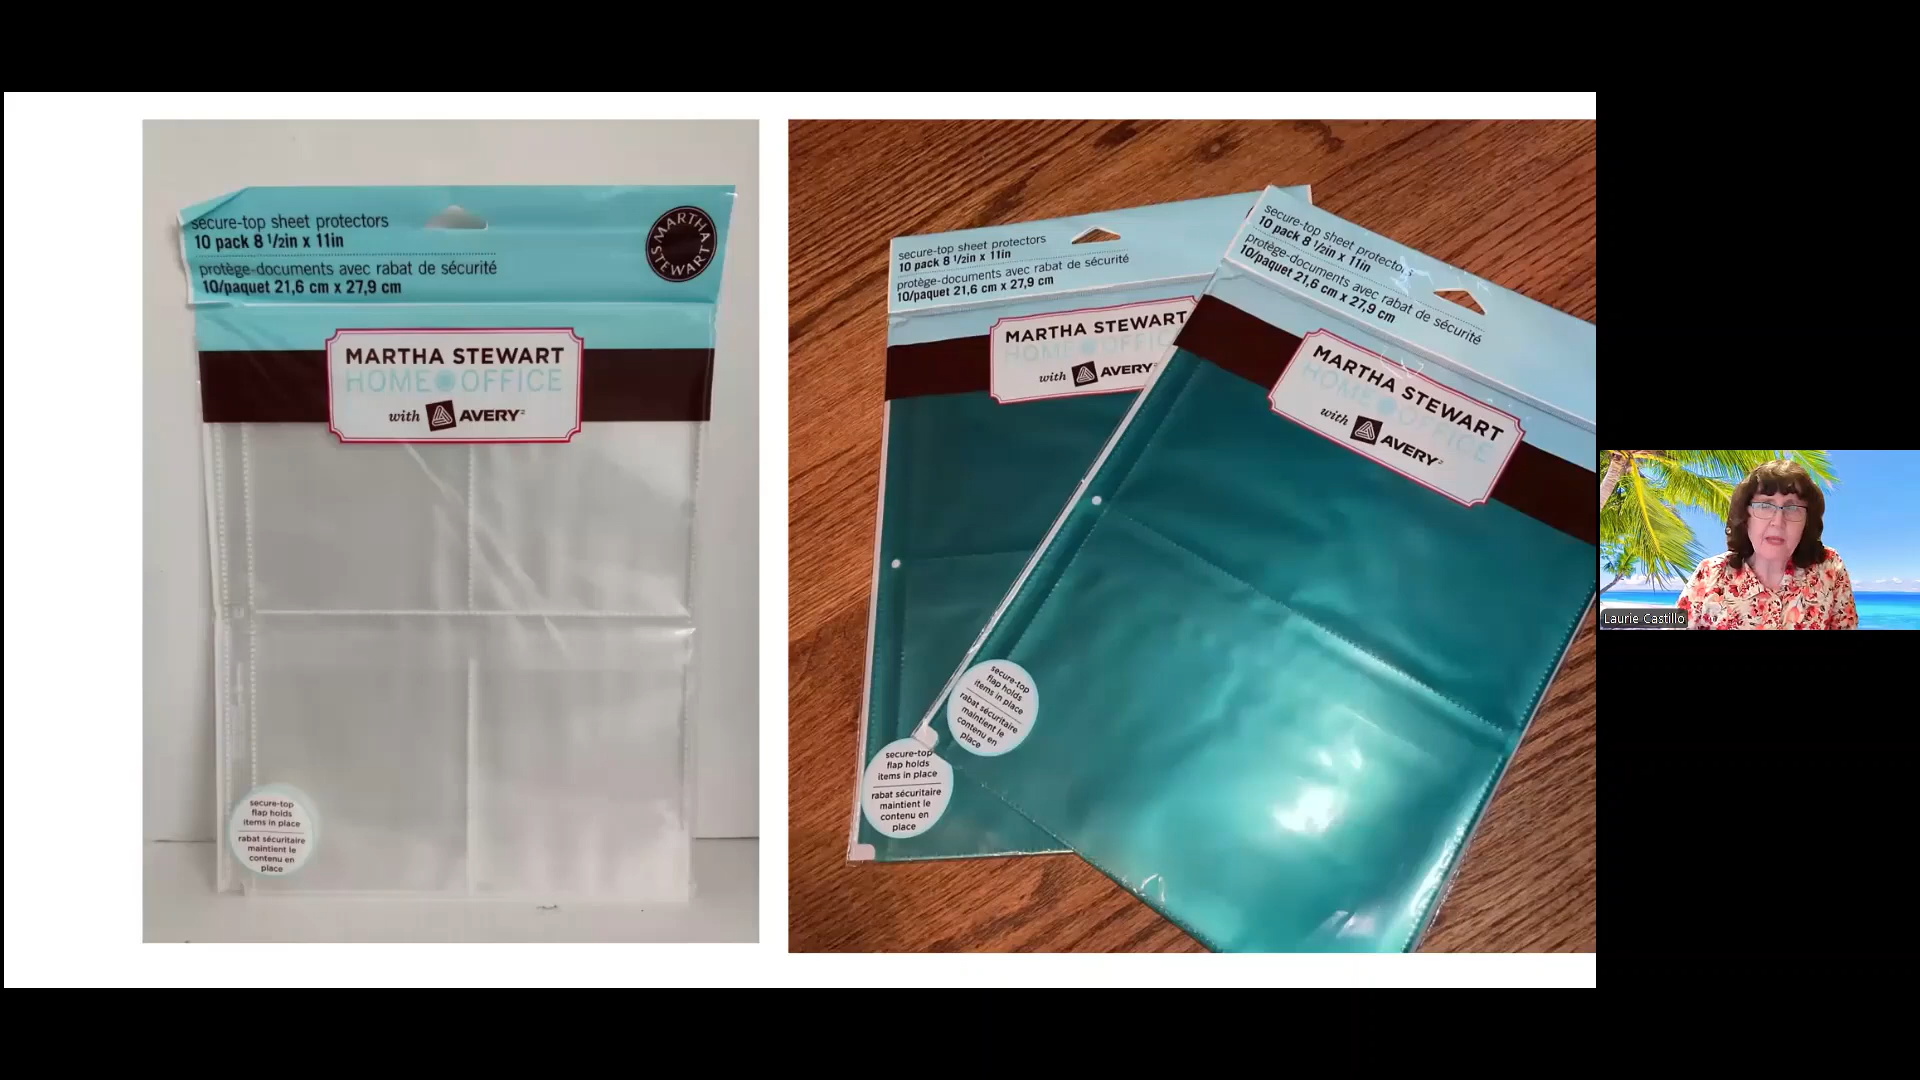 secure-top sheet protectors
10 pack 8 1/2in x 11in
protège-documents avec rabat de sécurité
10/paquet 21,6 cm x 27,9 cm
MARTHA STEWART
MARTHA STEWART
HOME OFFICE
with AVERY
secure-top
flap holds
items in place
rabat sécuritaire
maintient le
contenu en
place
secure-top sheet protectors
10 pack 8 1/2in x 11in
protège-documents avec rabat de sécurité
10/paquet 21,6 cm x 27,9 cm
MARTHA STEWART
HOME OFFICE
with AVERY
secure-top
flap holds
items in place
rabat sécuritaire
maintient le
contenu en
place
secure-top sheet protectors
10 pack 8 1/2in x 11in
protège-documents avec rabat de sécurité
10/paquet 21,6 cm x 27,9 cm
MARTHA STEWART
HOME OFFICE
with AVERY
secure-top
flap holds
items in place
rabat sécuritaire
maintient le
contenu en
place
Laurie Castillo